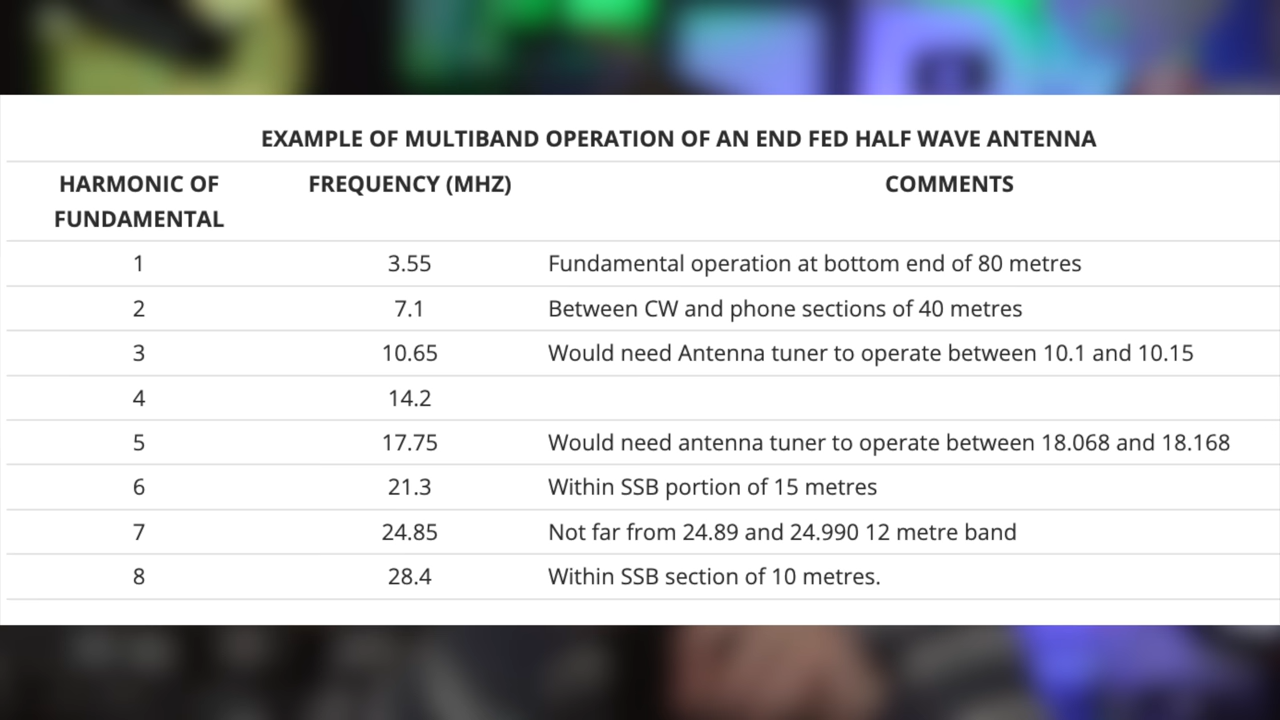 EXAMPLE OF MULTIBAND OPERATION OF AN END FED HALF WAVE ANTENNA
HARMONIC OF FUNDAMENTAL FREQUENCY (MHZ) COMMENTS
1 3.55 Fundamental operation at bottom end of 80 metres
2 7.1 Between CW and phone sections of 40 metres
3 10.65 Would need Antenna tuner to operate between 10.1 and 10.15
4 14.2
5 17.75 Would need antenna tuner to operate between 18.068 and 18.168
6 21.3 Within SSB portion of 15 metres
7 24.85 Not far from 24.89 and 24.990 12 metre band
8 28.4 Within SSB section of 10 metres.